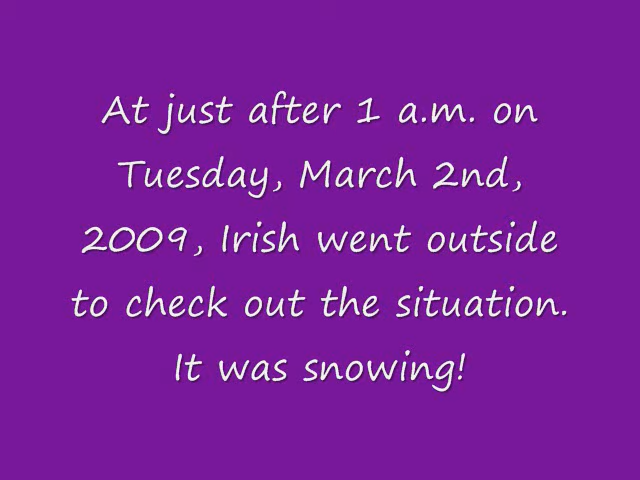 At just after 1 a.m. on
Tuesday, March 2nd,
2009, Irish went outside
to check out the situation.
It was snowing!